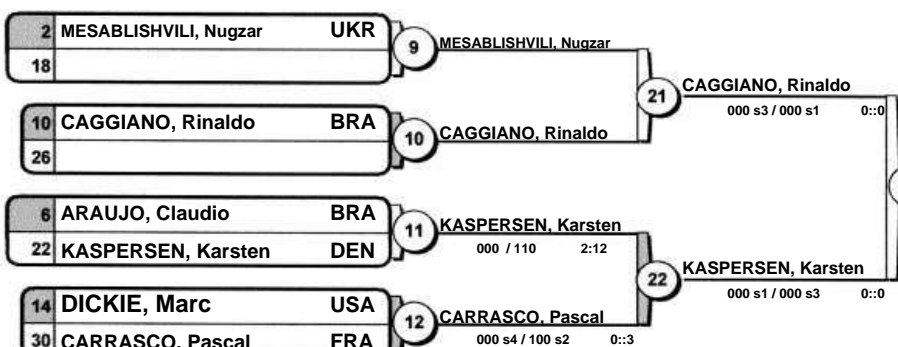 2 MESABLISHVILI, Nugzar UKR
18
9 MESABLISHVILI, Nugzar
21 CAGGIANO, Rinaldo
000 s3 / 000 s1 0::0
10 CAGGIANO, Rinaldo BRA
26
10 CAGGIANO, Rinaldo
6 ARAUJO, Claudio BRA
22 KASPERSEN, Karsten DEN
11 KASPERSEN, Karsten
000 / 110 2:12
22 KASPERSEN, Karsten
000 s1 / 000 s3 0::0
14 DICKIE, Marc USA
30 CARRASCO, Pascal FRA
12 CARRASCO, Pascal
000 s4 / 100 s2 0::3